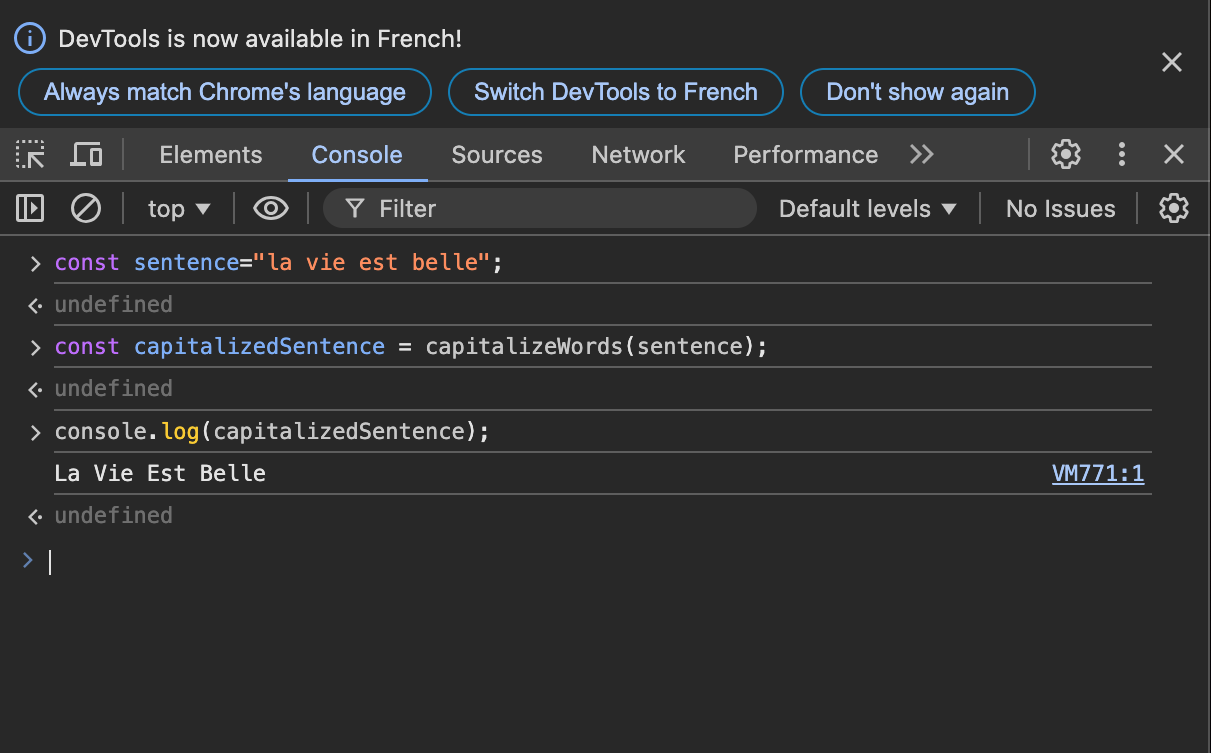 DevTools is now available in French!
Always match Chrome's language Switch DevTools to French Don't show again
Elements Console Sources Network Performance
top Filter Default levels No Issues
const sentence="la vie est belle";
undefined
const capitalizedSentence = capitalizeWords(sentence);
undefined
console.log(capitalizedSentence);
La Vie Est Belle VM771:1
undefined